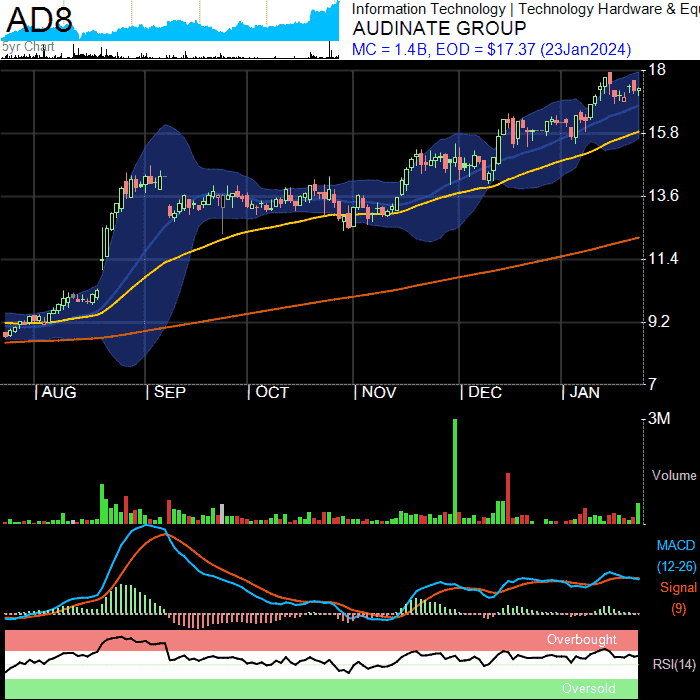 AD8
5yr Chart
Information Technology | Technology Hardware & Equ
AUDINATE GROUP
MC = 1.4B, EOD = $17.37 (23Jan2024)
18
15.8
13.6
11.4
9.2
7
| AUG | SEP | OCT | NOV | DEC | JAN
3M
Volume
MACD
(12-26)
Signal
(9)
Overbought
RSI(14)
Oversold